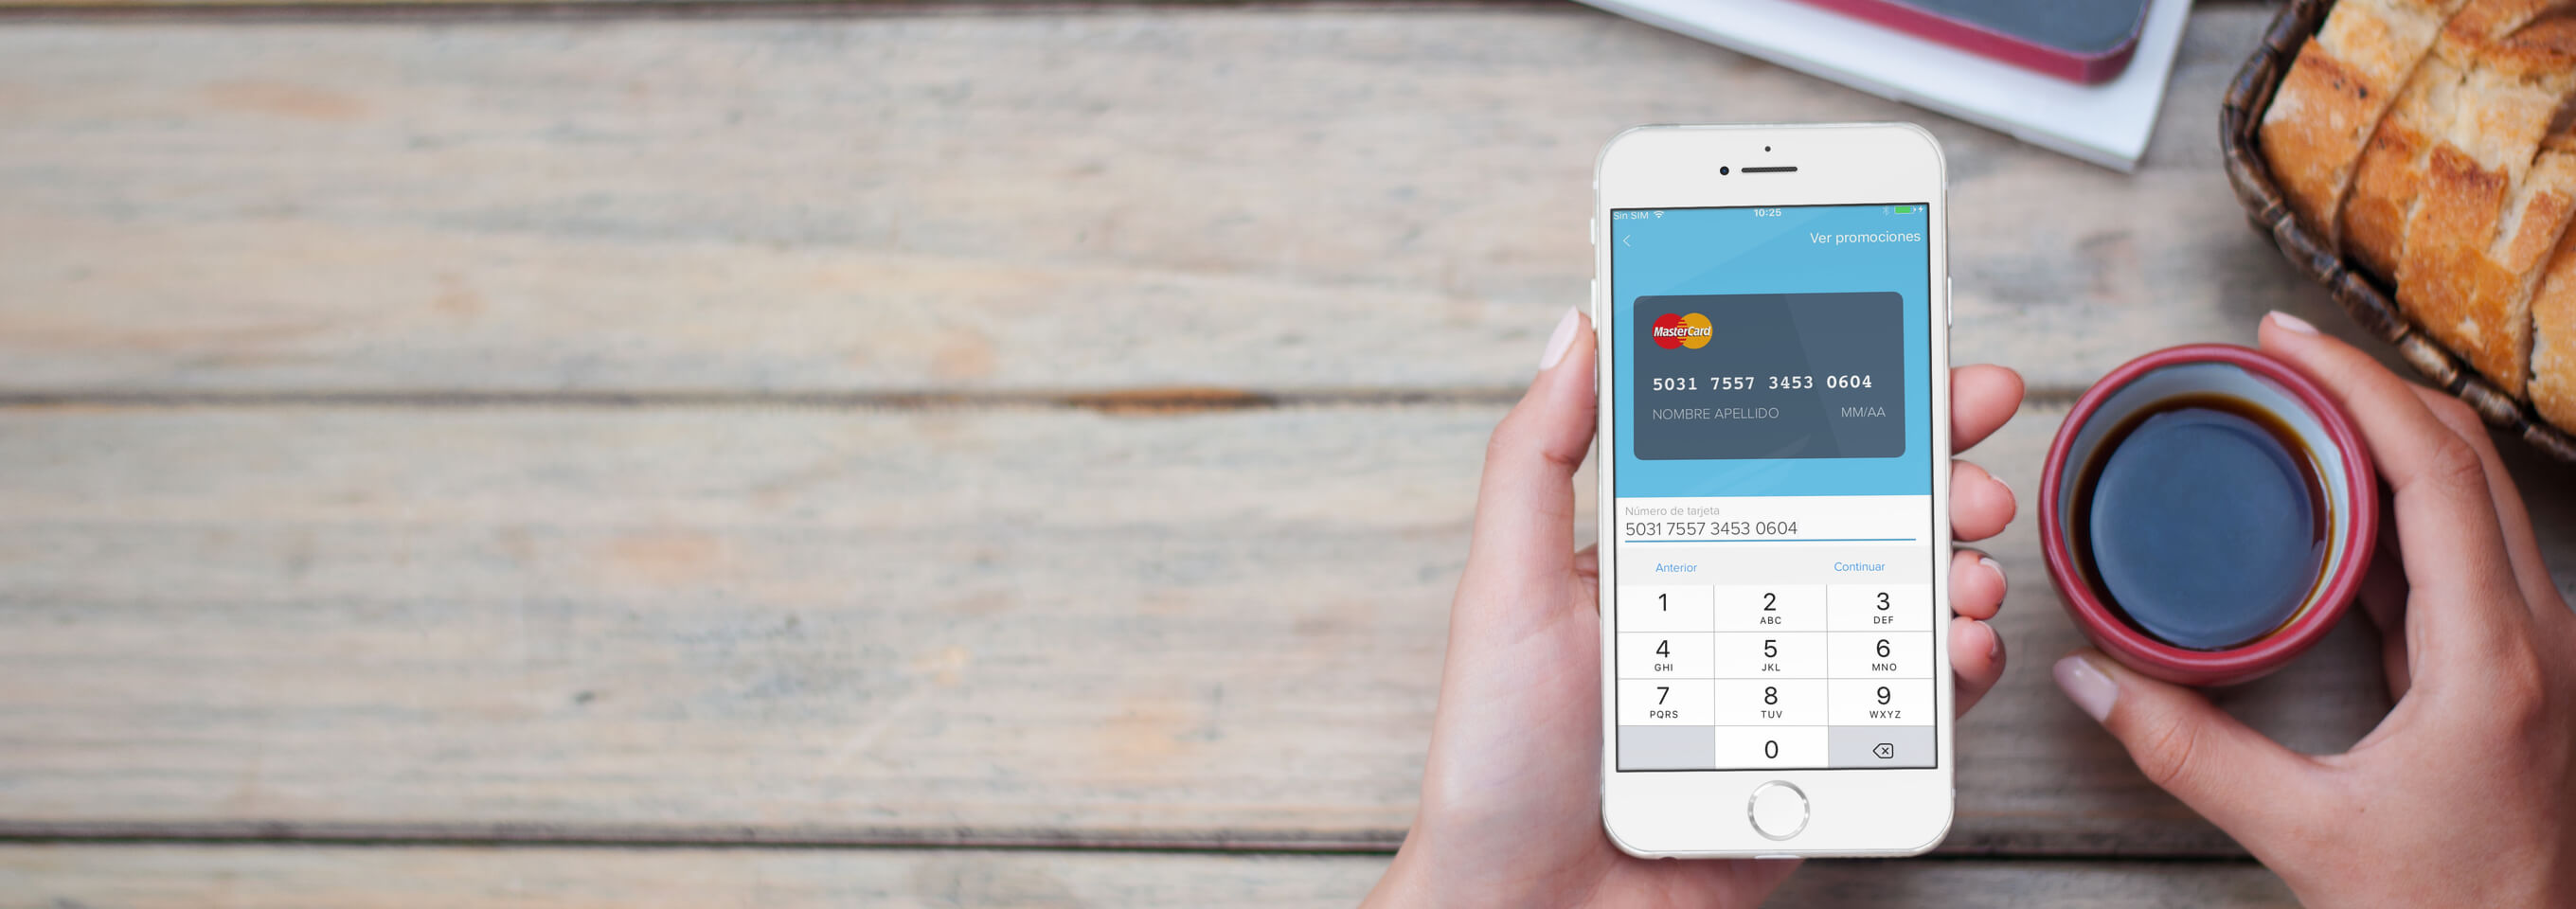 Sin SIM
10:25
Ver promociones
MasterCard
5031 7557 3453 0604
NOMBRE APELLIDO MM/AA
Número de tarjeta
5031 7557 3453 0604
Anterior Continuar
1 2 3
ABC DEF
4 5 6
GHI JKL MNO
7 8 9
PQRS TUV WXYZ
0